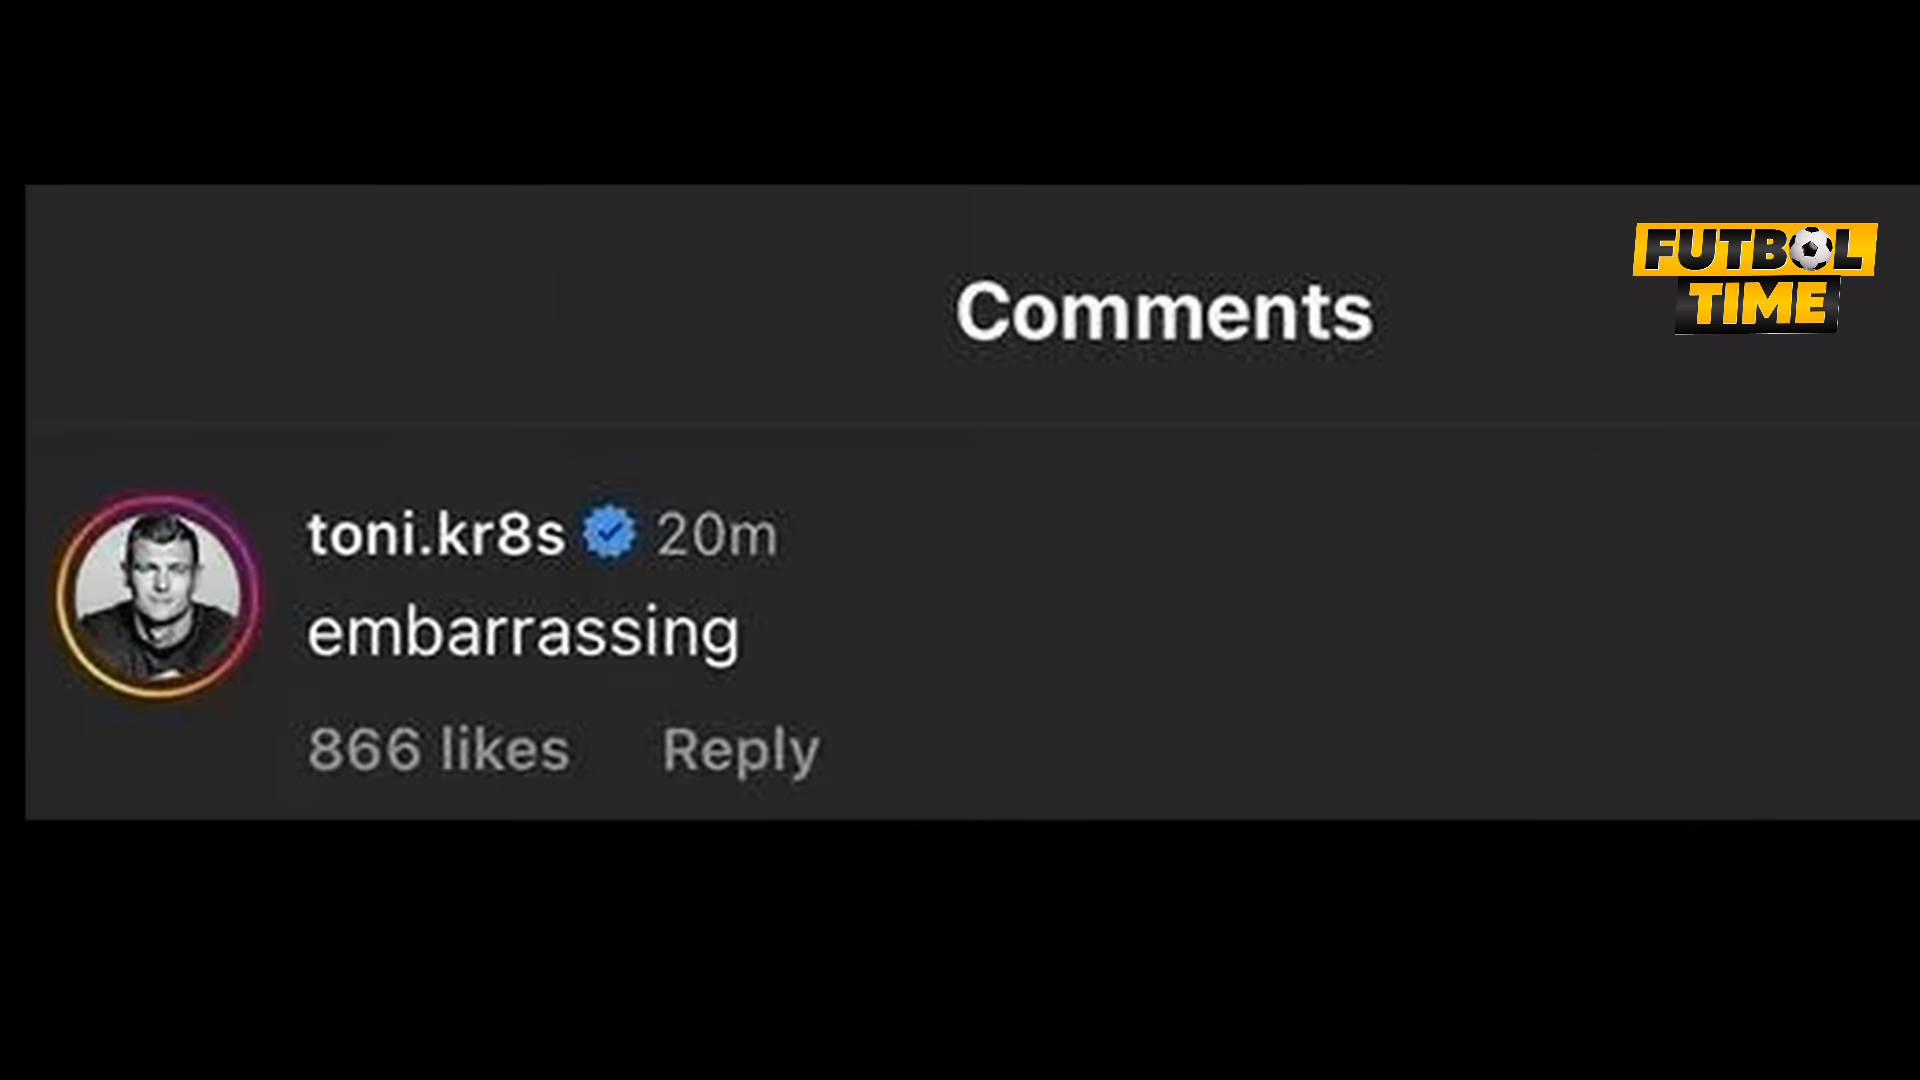 FUTBOL
TIME
Comments
toni.kr8s 20m
embarrassing
866 likes Reply